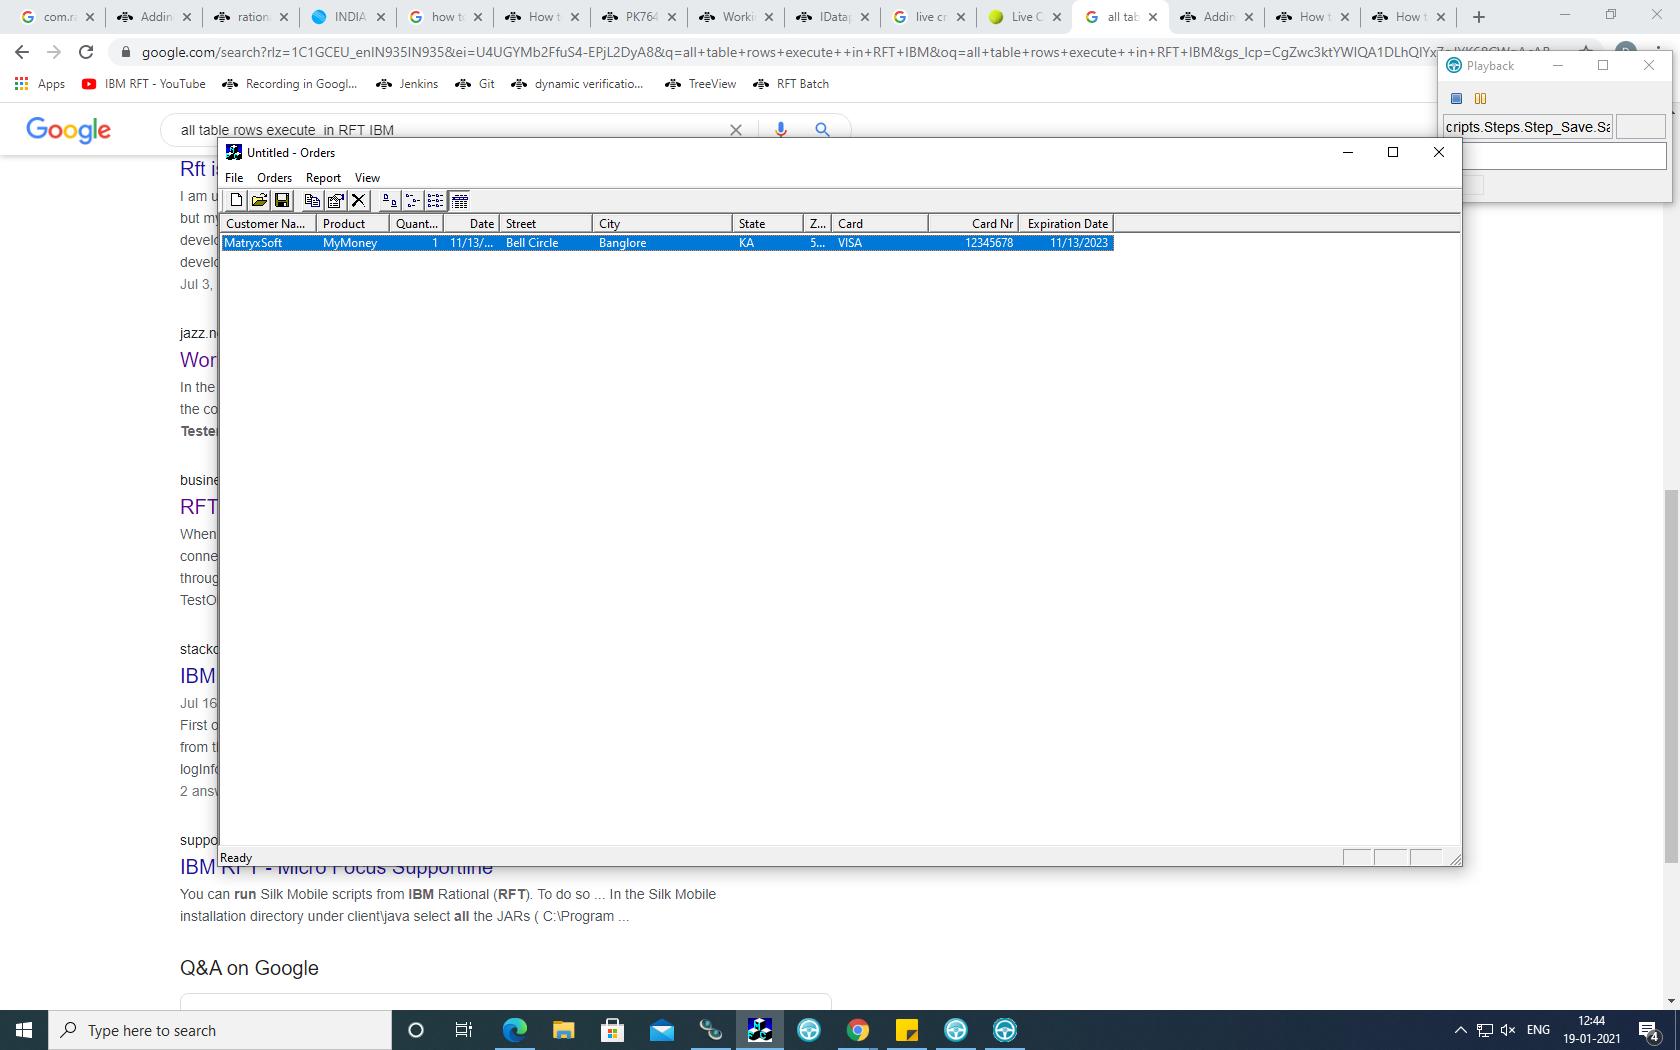 com.ra
Addin
ration
INDIA
how to
How t
PK764
Worki
IData
live cr
Live C
all tab
Addin
How t
How t
google.com/search?rlz=1C1GCEU_enIN935IN935&ei=U4UGYMb2FfuS4-EPjL2DyA8&q=all+table+rows+execute++in+RFT+IBM&oq=all+table+rows+execute++in+RFT+IBM&gs_lcp=
Apps
IBM RFT - YouTube
Recording in Googl...
Jenkins
Git
dynamic verificatio...
TreeView
RFT Batch
Playback
cripts.Steps.Step_Save.Sa
Google
all table rows execute in RFT IBM
Untitled - Orders
File Orders Report View
Customer Na... Product Quant... Date Street City State Z... Card Card Nr Expiration Date
MatryxSoft MyMoney 1 11/13/... Bell Circle Banglore KA 5... VISA 12345678 11/13/2023
Rft is
I am u
but my
develo
develo
Jul 3,
jazz.n
Wor
In the
the co
Tester
busine
RFT
When
conne
throug
TestO
stacko
IBM
Jul 16
First o
from th
logInfo
2 answ
Ready
suppo
IBM RFT - Micro Focus Supportline
You can run Silk Mobile scripts from IBM Rational (RFT). To do so ... In the Silk Mobile
installation directory under client\java select all the JARs ( C:\Program ...
Q&A on Google
Type here to search
ENG
12:44
19-01-2021
4